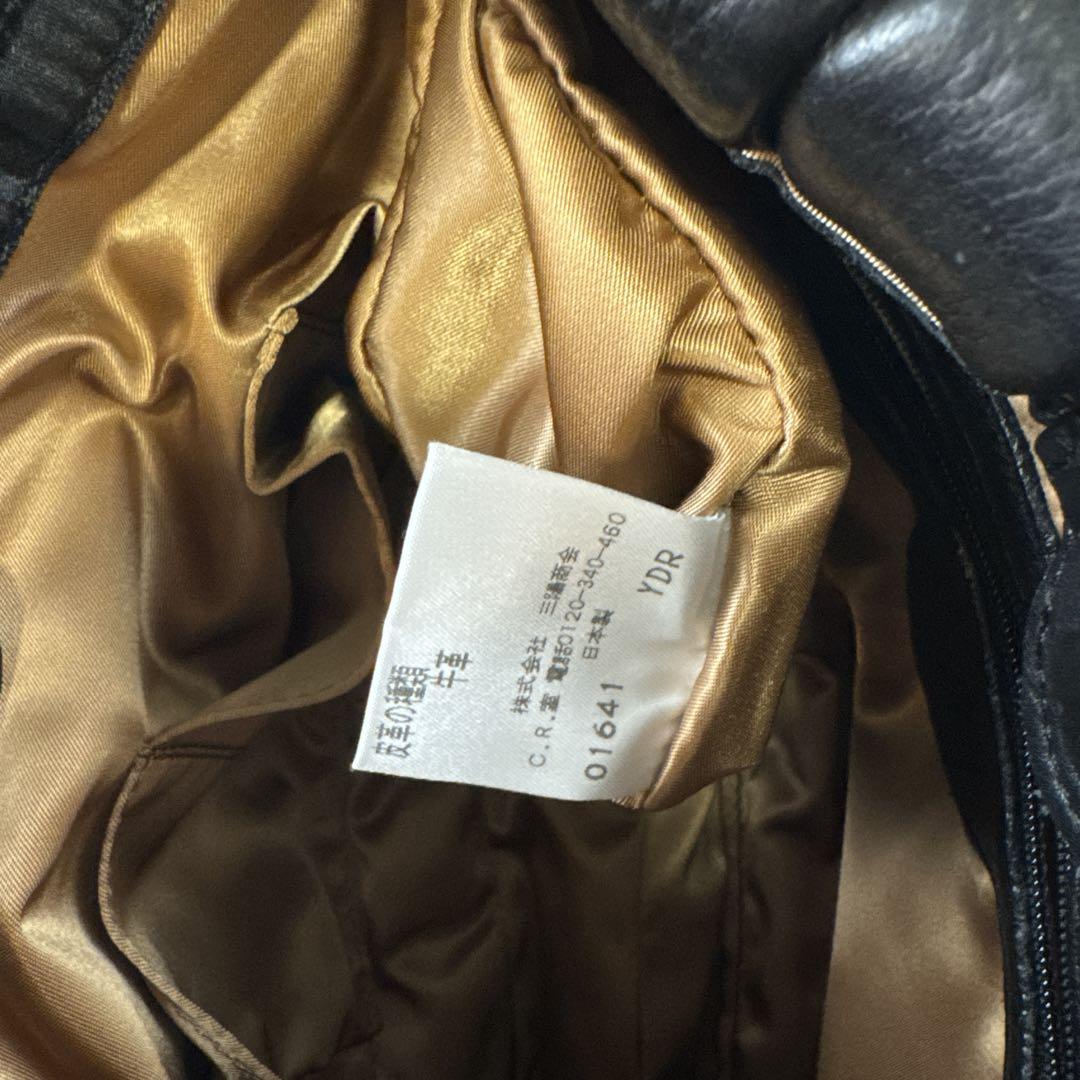 皮革の種類 牛革
株式会社 三陽商会
C.R.室 電話0120-340-460
日本製
01641 YDR